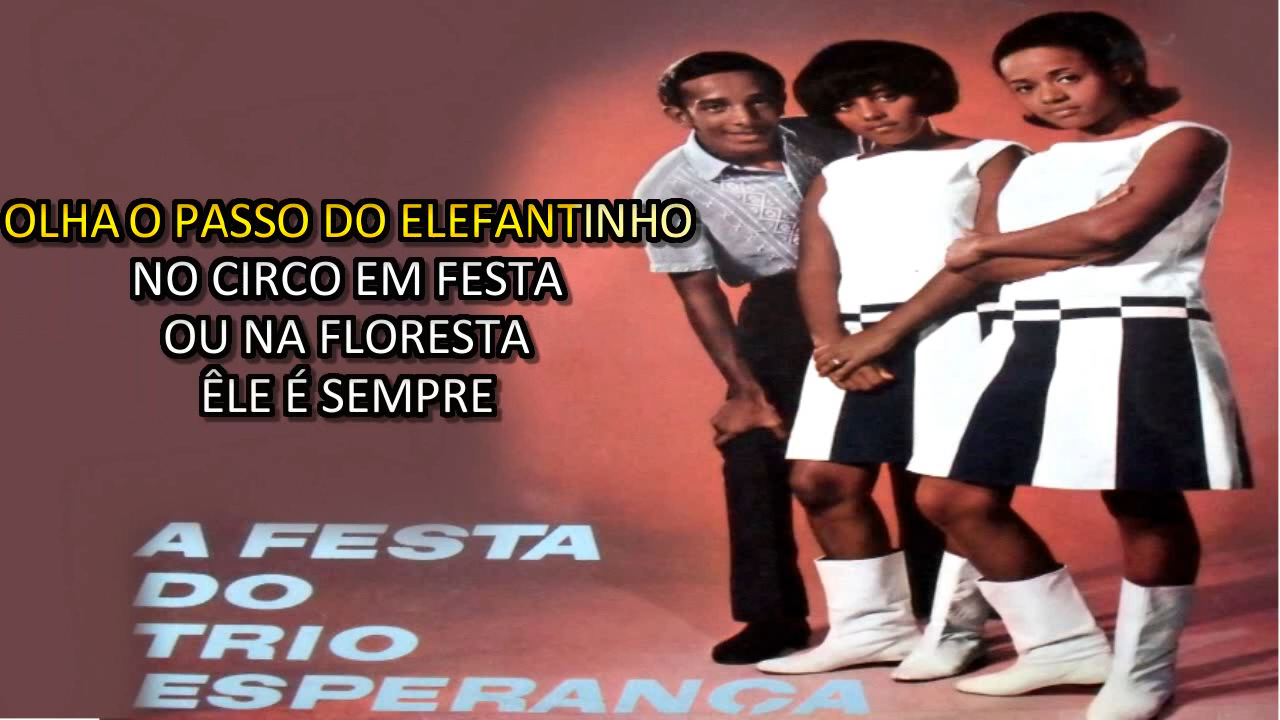 OLHA O PASSO DO ELEFANTINHO
NO CIRCO EM FESTA
OU NA FLORESTA
ÊLE É SEMPRE
A FESTA
DO
TRIO
ESPERANÇA